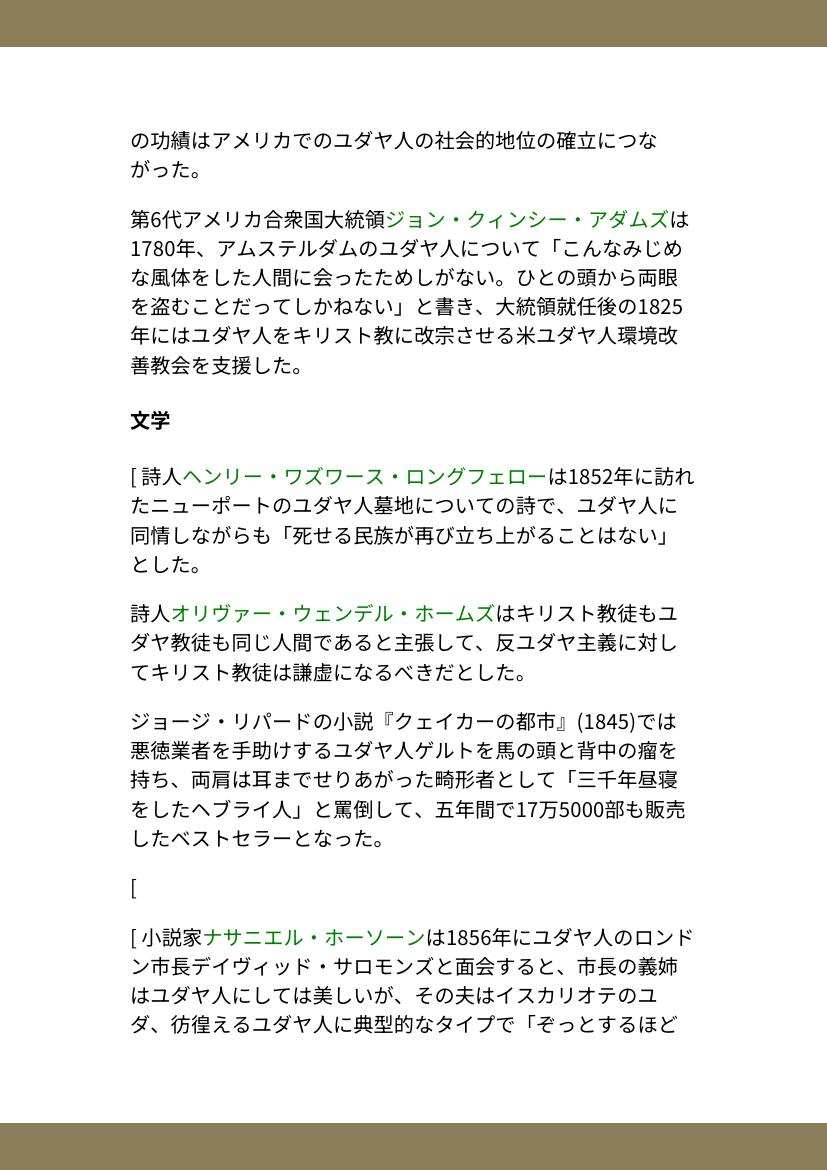 の功績はアメリカでのユダヤ人の社会的地位の確立につな
がった。
第6代アメリカ合衆国大統領ジョン・クィンシー・アダムズは
1780年、アムステルダムのユダヤ人について「こんなみじめ
な風体をした人間に会ったためしがない。ひとの頭から両眼
を盗むことだってしかねない」と書き、大統領就任後の1825
年にはユダヤ人をキリスト教に改宗させる米ユダヤ人環境改
善教会を支援した。
文学
[ 詩人ヘンリー・ワズワース・ロングフェローは1852年に訪れ
たニューポートのユダヤ人墓地についての詩で、ユダヤ人に
同情しながらも「死せる民族が再び立ち上がることはない」
とした。
詩人オリヴァー・ウェンデル・ホームズはキリスト教徒もユ
ダヤ教徒も同じ人間であると主張して、反ユダヤ主義に対し
てキリスト教徒は謙虚になるべきだとした。
ジョージ・リパードの小説『クェイカーの都市』(1845)では
悪徳業者を手助けするユダヤ人ゲルトを馬の頭と背中の瘤を
持ち、両肩は耳までせりあがった畸形者として「三千年昼寝
をしたヘブライ人」と罵倒して、五年間で17万5000部も販売
したベストセラーとなった。
[
[ 小説家ナサニエル・ホーソーンは1856年にユダヤ人のロンド
ン市長デイヴィッド・サロモンズと面会すると、市長の義姉
はユダヤ人にしては美しいが、その夫はイスカリオテのユ
ダ、彷徨えるユダヤ人に典型的なタイプで「ぞっとするほど